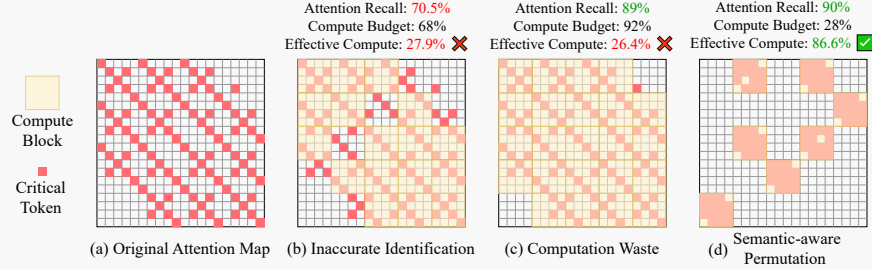 Attention Recall: 70.5%
Compute Budget: 68%
Effective Compute: 27.9%
Attention Recall: 89%
Compute Budget: 92%
Effective Compute: 26.4%
Attention Recall: 90%
Compute Budget: 28%
Effective Compute: 86.6%
Compute
Block
Critical
Token
(a) Original Attention Map
(b) Inaccurate Identification
(c) Computation Waste
(d) Semantic-aware
Permutation